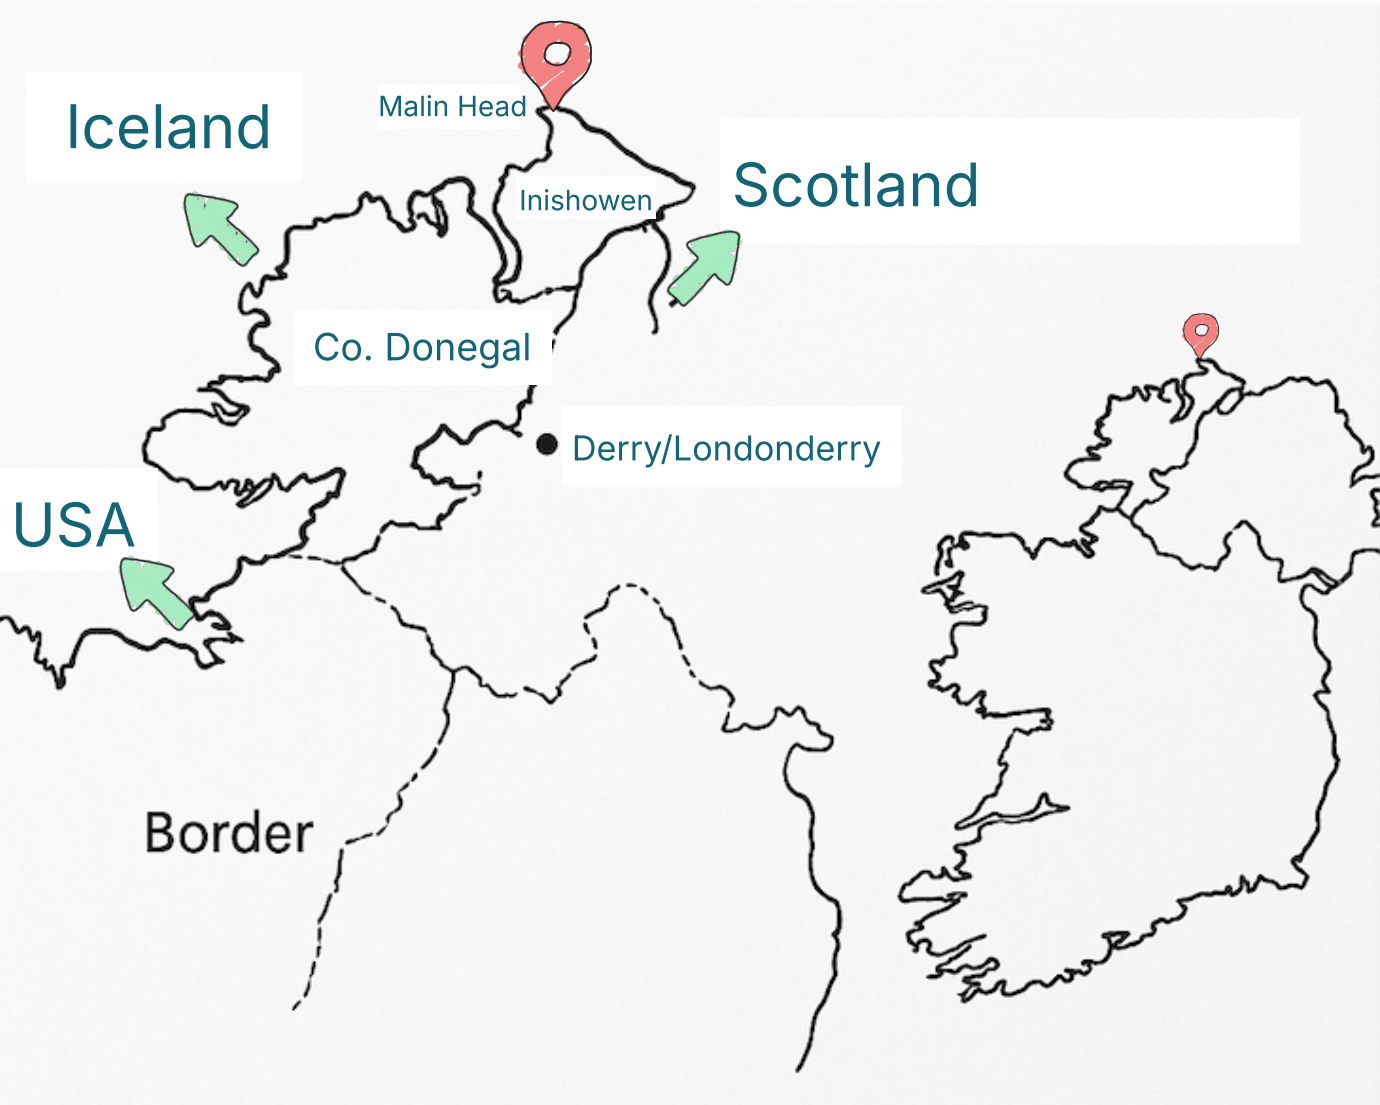 Malin Head
Iceland
Scotland
Inishowen
Co. Donegal
Derry/Londonderry
USA
Border